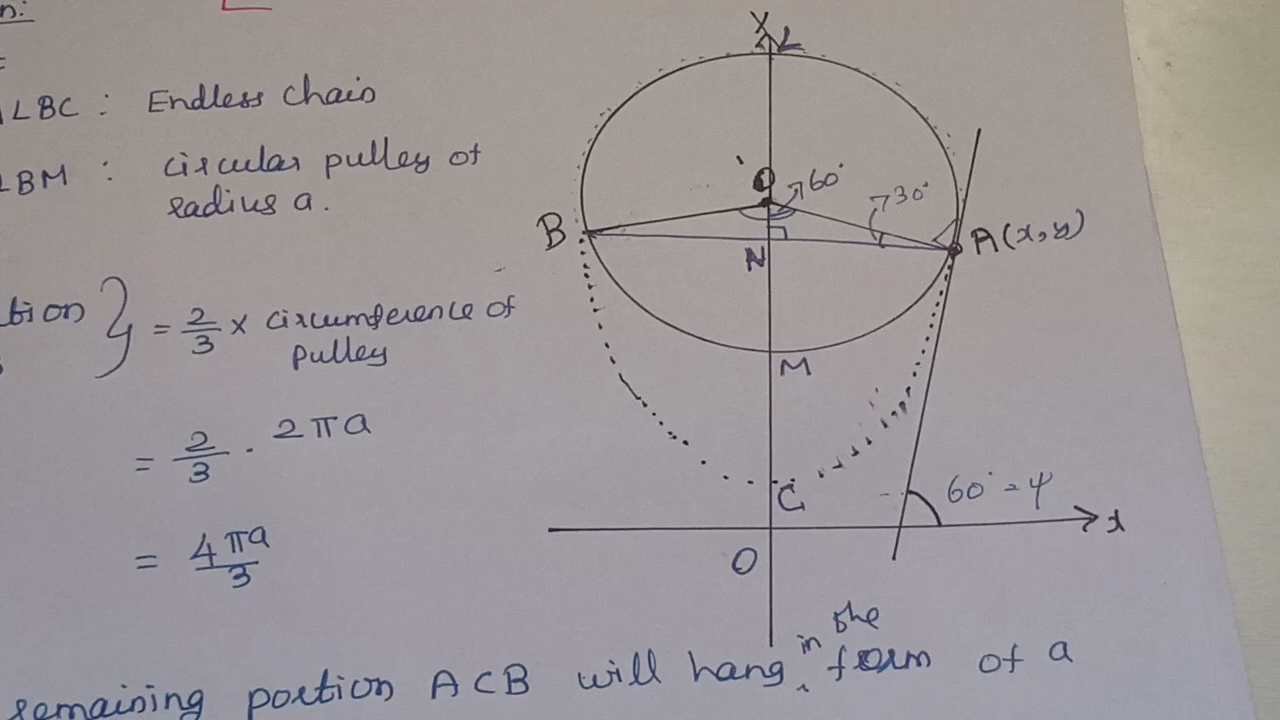 n:
LBC : Endless chain
LBM : circular pulley of
radius a.
tion } = 2/3 × circumference of
pulley
= 2/3 . 2πa
= 4πa/3
L
O
60°
30°
B
N
A(x,y)
M
C
60° = ψ
x
O
in the
remaining portion ACB will hang form of a